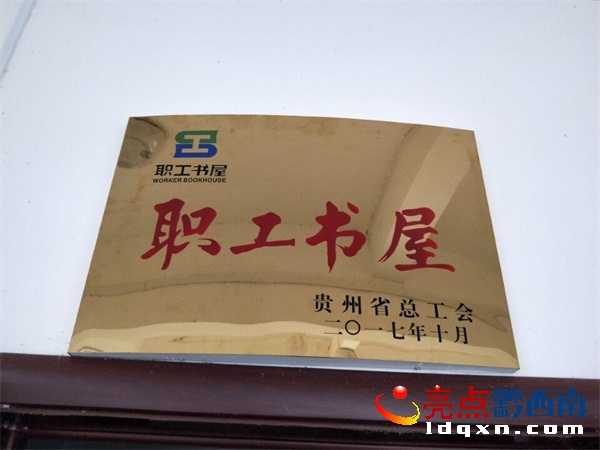 职工书屋
WORKER BOOKHOUSE
职工书屋
贵州省总工会
二〇一七年十月
亮点黔西南
ldqxn.com